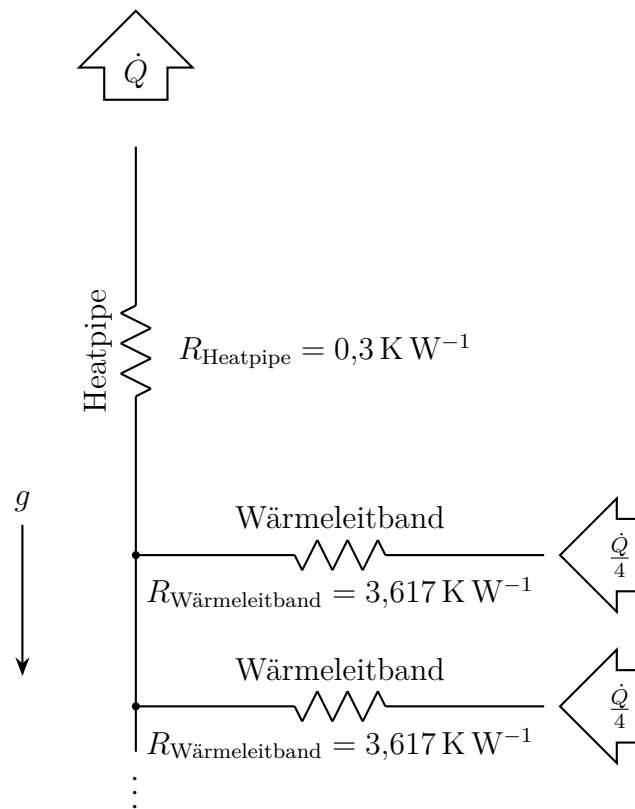 Q̇
Heatpipe
R_Heatpipe = 0,3 K W⁻¹
g
Wärmeleitband
Q̇/4
R_Wärmeleitband = 3,617 K W⁻¹
Wärmeleitband
Q̇/4
R_Wärmeleitband = 3,617 K W⁻¹
⋮